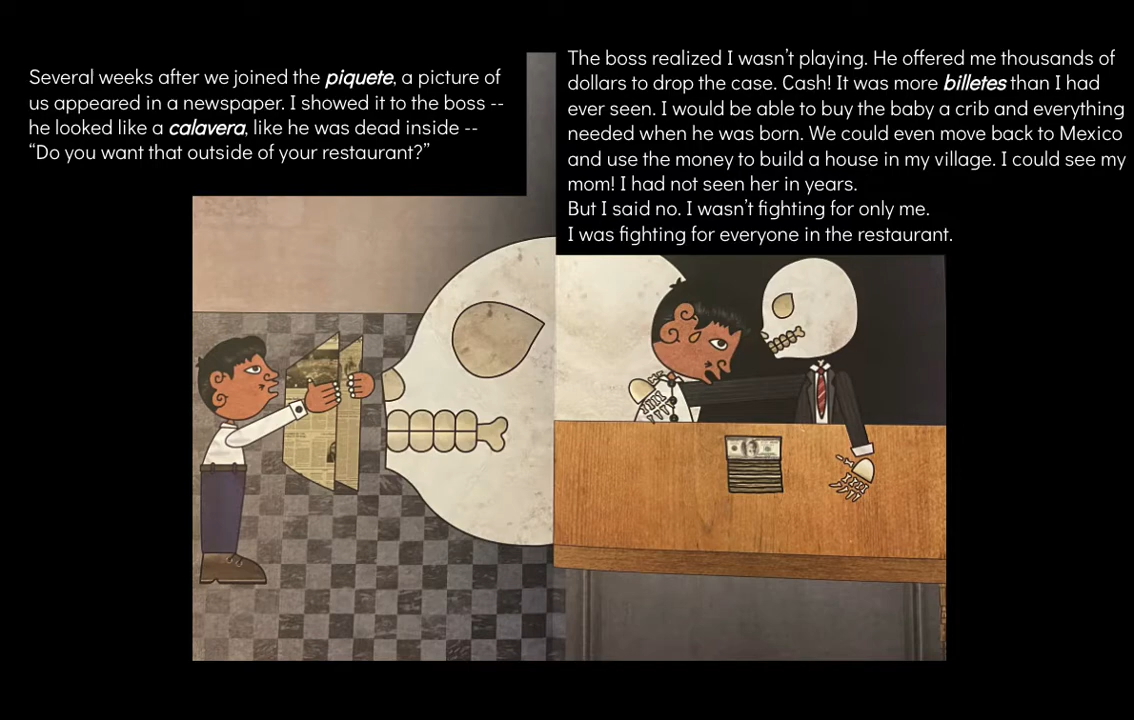 Several weeks after we joined the piquete, a picture of
us appeared in a newspaper. I showed it to the boss --
he looked like a calavera, like he was dead inside --
“Do you want that outside of your restaurant?”
The boss realized I wasn’t playing. He offered me thousands of
dollars to drop the case. Cash! It was more billetes than I had
ever seen. I would be able to buy the baby a crib and everything
needed when he was born. We could even move back to Mexico
and use the money to build a house in my village. I could see my
mom! I had not seen her in years.
But I said no. I wasn’t fighting for only me.
I was fighting for everyone in the restaurant.